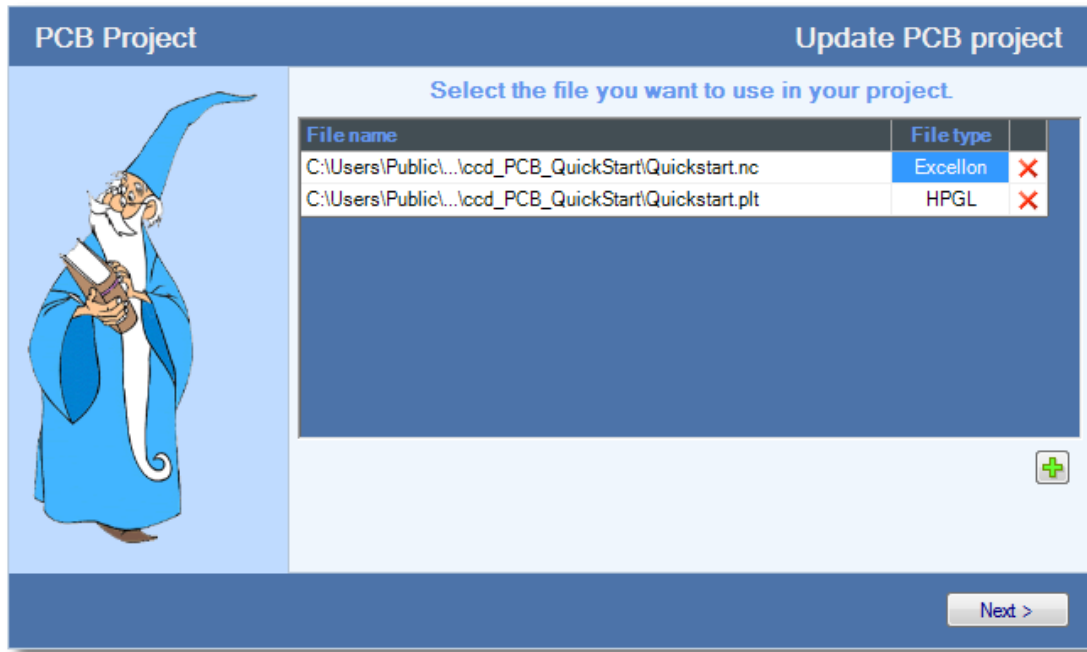 PCB Project
Update PCB project
Select the file you want to use in your project.
File name File type
C:\Users\Public\...\ccd_PCB_QuickStart\Quickstart.nc Excellon
C:\Users\Public\...\ccd_PCB_QuickStart\Quickstart.plt HPGL
Next >